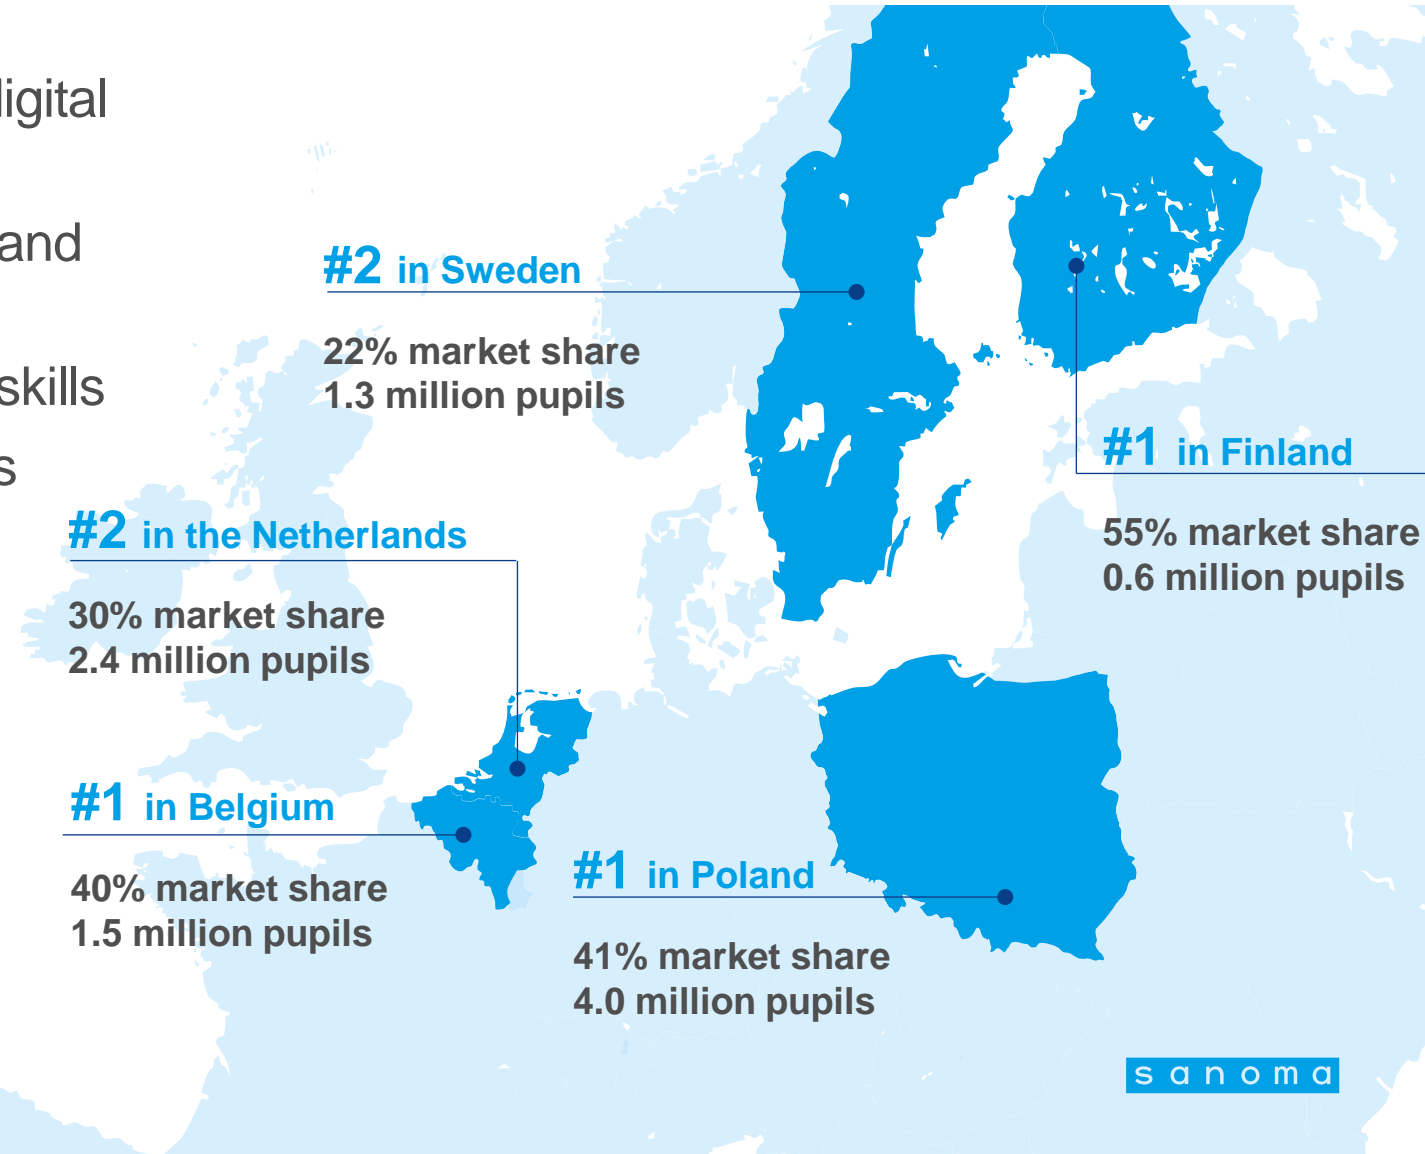 digital
and
skills
s
#2 in Sweden
22% market share
1.3 million pupils
#1 in Finland
55% market share
0.6 million pupils
#2 in the Netherlands
30% market share
2.4 million pupils
#1 in Belgium
40% market share
1.5 million pupils
#1 in Poland
41% market share
4.0 million pupils
sanoma